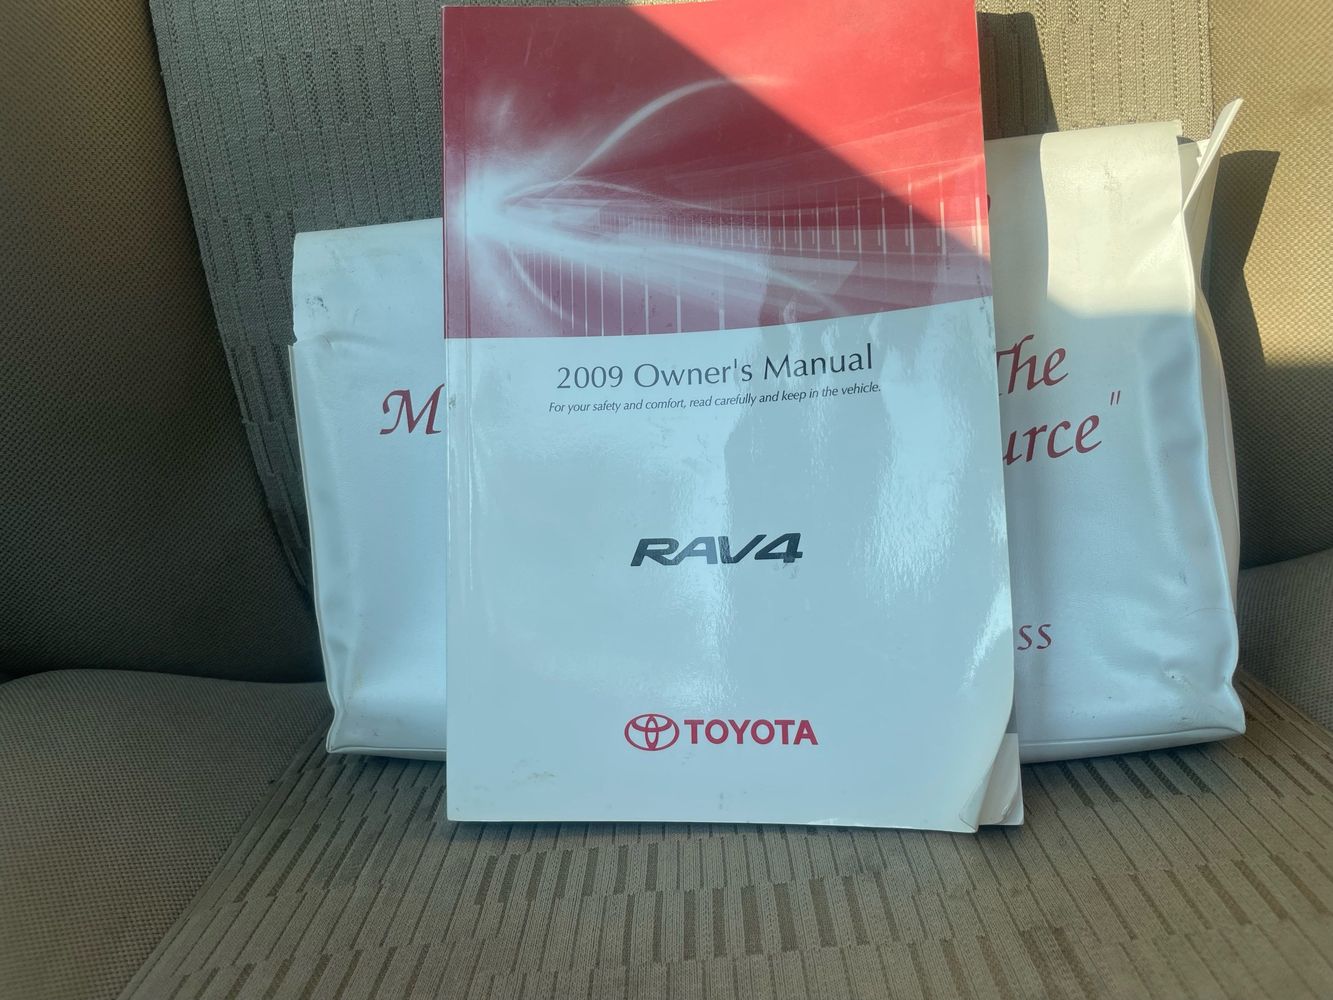 2009 Owner's Manual
For your safety and comfort, read carefully and keep in the vehicle.
RAV4
TOYOTA
M
The
urce"
ss